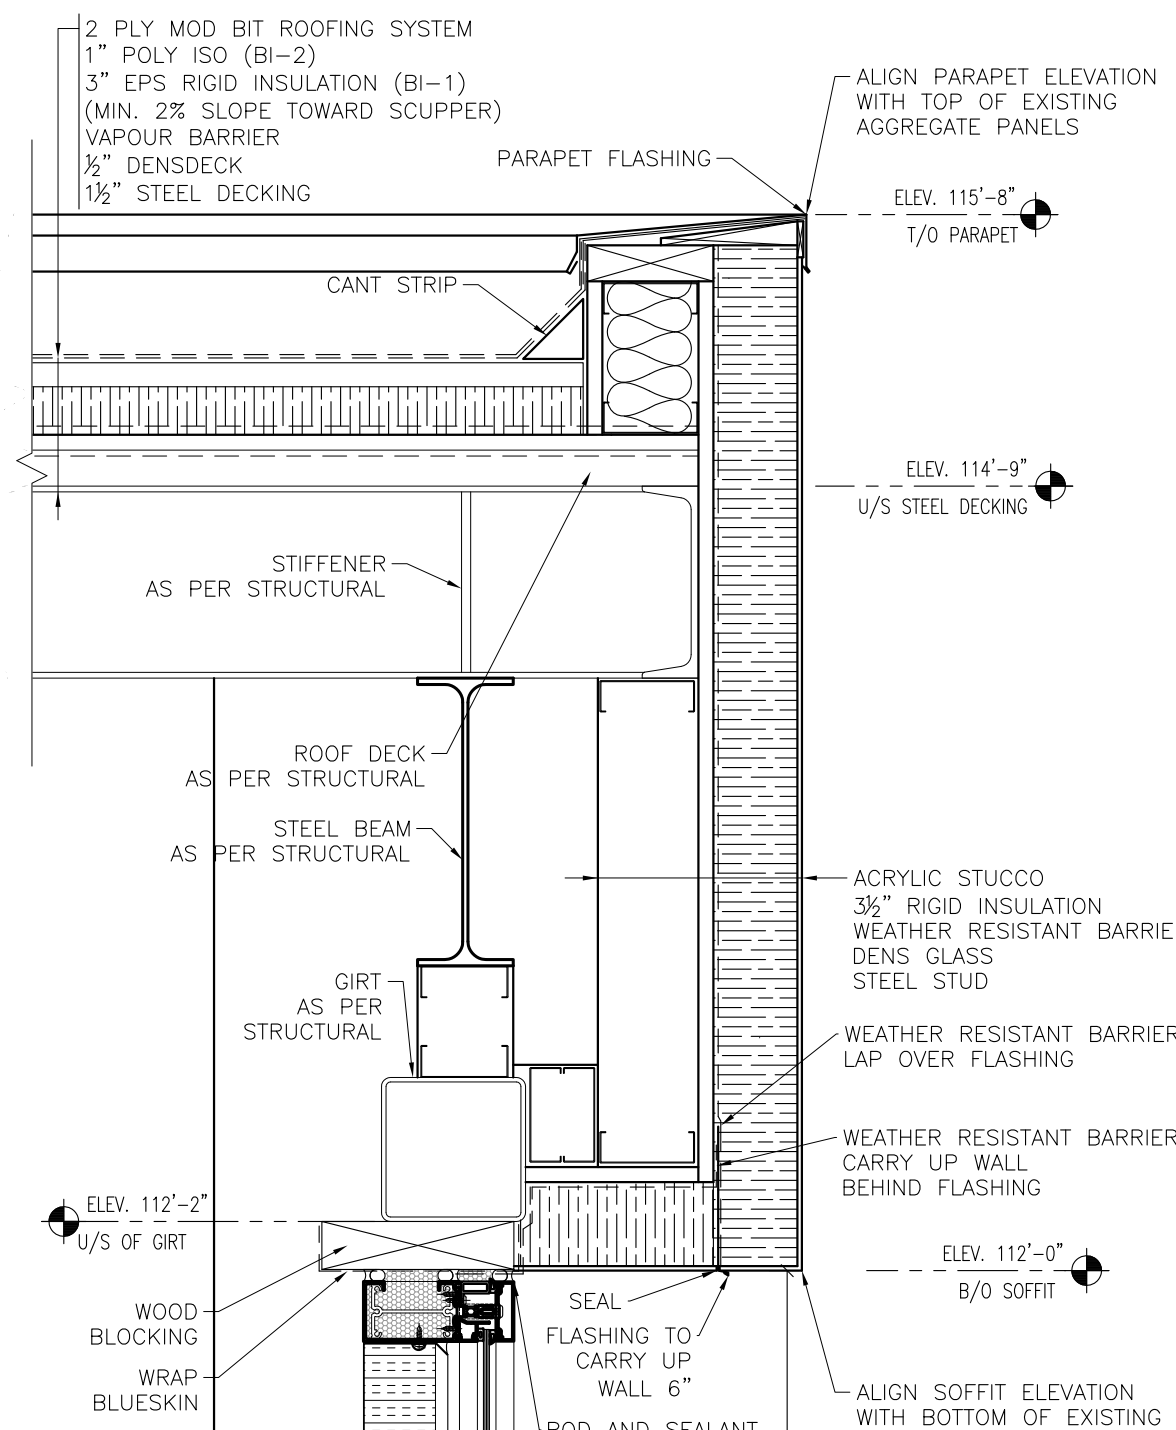 2 PLY MOD BIT ROOFING SYSTEM
1" POLY ISO (BI-2)
3" EPS RIGID INSULATION (BI-1)
(MIN. 2% SLOPE TOWARD SCUPPER)
VAPOUR BARRIER
½" DENSDECK
1½" STEEL DECKING
ALIGN PARAPET ELEVATION
WITH TOP OF EXISTING
AGGREGATE PANELS
PARAPET FLASHING
ELEV. 115'-8"
T/O PARAPET
CANT STRIP
ELEV. 114'-9"
U/S STEEL DECKING
STIFFENER
AS PER STRUCTURAL
ROOF DECK
AS PER STRUCTURAL
STEEL BEAM
AS PER STRUCTURAL
ACRYLIC STUCCO
3½" RIGID INSULATION
WEATHER RESISTANT BARRIE
DENS GLASS
STEEL STUD
GIRT
AS PER
STRUCTURAL
WEATHER RESISTANT BARRIER
LAP OVER FLASHING
WEATHER RESISTANT BARRIER
CARRY UP WALL
BEHIND FLASHING
ELEV. 112'-2"
U/S OF GIRT
ELEV. 112'-0"
B/O SOFFIT
WOOD
BLOCKING
SEAL
FLASHING TO
CARRY UP
WALL 6"
WRAP
BLUESKIN
ALIGN SOFFIT ELEVATION
WITH BOTTOM OF EXISTING
ROD AND SEALANT